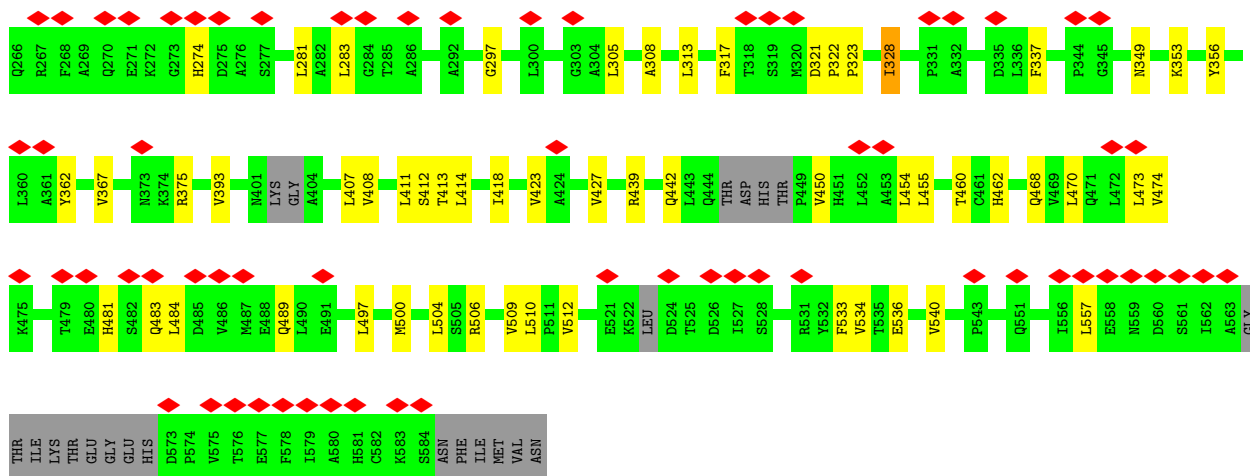 Q266 R267 F268 A269 Q270 E271 K272 G273 H274 D275 A276 S277 L281 A282 L283 G284 T285 A286 A292 G297 L300 G303 A304 L305 A308 L313 F317 T318 S319 M320 D321 P322 P323 I328 P331 A332 D335 L336 F337 P344 G345 N349 K353 Y356
L360 A361 Y362 V367 N373 K374 R375 V393 N401 LYS GLY A404 L407 V408 L411 S412 T413 L414 I418 V423 A424 V427 R439 Q442 L443 Q444 THR ASP HIS THR P449 V450 H451 L452 A453 L454 L455 T460 C461 H462 Q468 V469 L470 Q471 L472 L473 V474
K475 T479 E480 H481 S482 Q483 L484 D485 V486 M487 E488 Q489 L490 E491 L497 M500 L504 S505 R506 V509 L510 P511 V512 E521 K522 LEU D524 T525 D526 I527 S528 R531 Y532 F533 V534 T535 E536 V540 P543 Q551 I556 L557 E558 N559 D560 S561 I562 A563 GLY
THR ILE LYS THR GLU GLY GLU HIS D573 P574 V575 T576 E577 F578 I579 A580 H581 C582 K583 S584 ASN PHE ILE MET VAL ASN